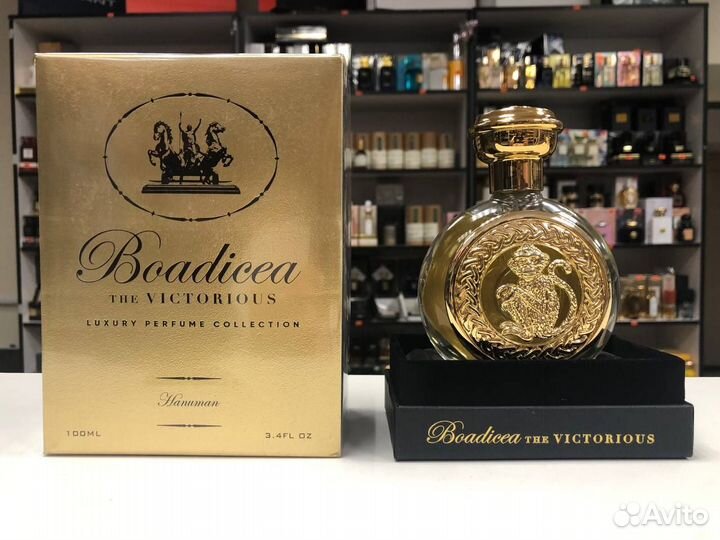 Boadicea
THE VICTORIOUS
LUXURY PERFUME COLLECTION
Hanuman
100ML
3.4FL OZ
Boadicea THE VICTORIOUS
Avito